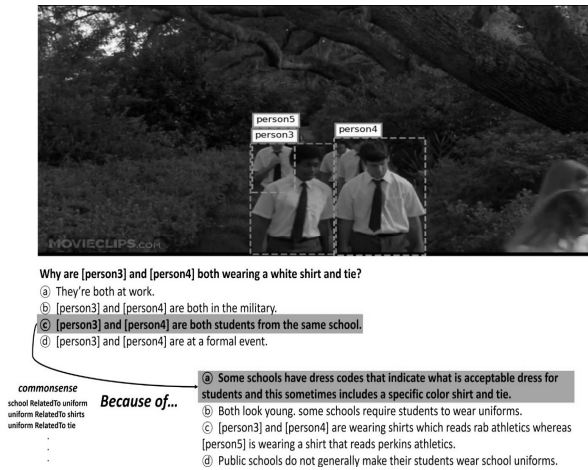 person5
person3
person4
MOVIECLIPS.COM
Why are [person3] and [person4] both wearing a white shirt and tie?
ⓐ They're both at work.
ⓑ [person3] and [person4] are both in the military.
ⓒ [person3] and [person4] are both students from the same school.
ⓓ [person3] and [person4] are at a formal event.
commonsense
school RelatedTo uniform
uniform RelatedTo shirts
uniform RelatedTo tie
.
.
.
Because of...
ⓐ Some schools have dress codes that indicate what is acceptable dress for
students and this sometimes includes a specific color shirt and tie.
ⓑ Both look young. some schools require students to wear uniforms.
ⓒ [person3] and [person4] are wearing shirts which reads rab athletics whereas
[person5] is wearing a shirt that reads perkins athletics.
ⓓ Public schools do not generally make their students wear school uniforms.